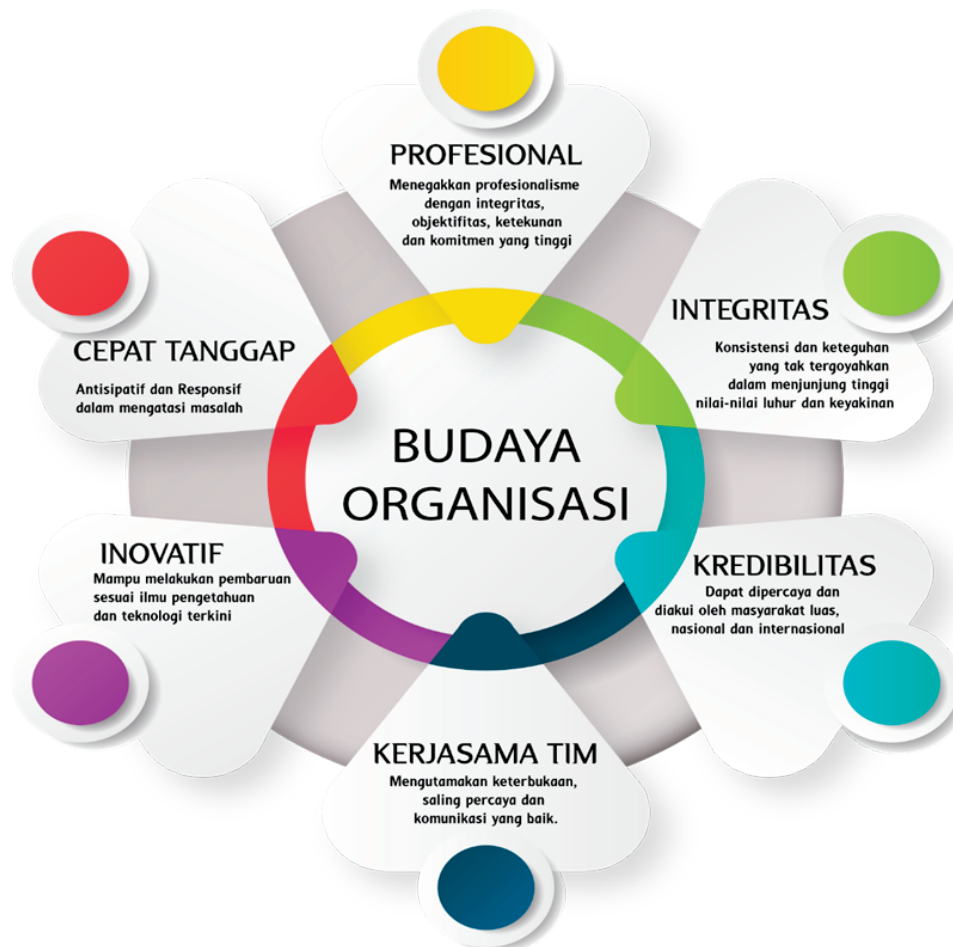 PROFESIONAL
Menegakkan profesionalisme
dengan integritas,
objektifitas, ketekunan
dan komitmen yang tinggi
INTEGRITAS
Konsistensi dan keteguhan
yang tak tergoyahkan
dalam menjunjung tinggi
nilai-nilai luhur dan keyakinan
KREDIBILITAS
Dapat dipercaya dan
diakui oleh masyarakat luas,
nasional dan internasional
KERJASAMA TIM
Mengutamakan keterbukaan,
saling percaya dan
komunikasi yang baik.
INOVATIF
Mampu melakukan pembaruan
sesuai ilmu pengetahuan
dan teknologi terkini
CEPAT TANGGAP
Antisipatif dan Responsif
dalam mengatasi masalah
BUDAYA
ORGANISASI